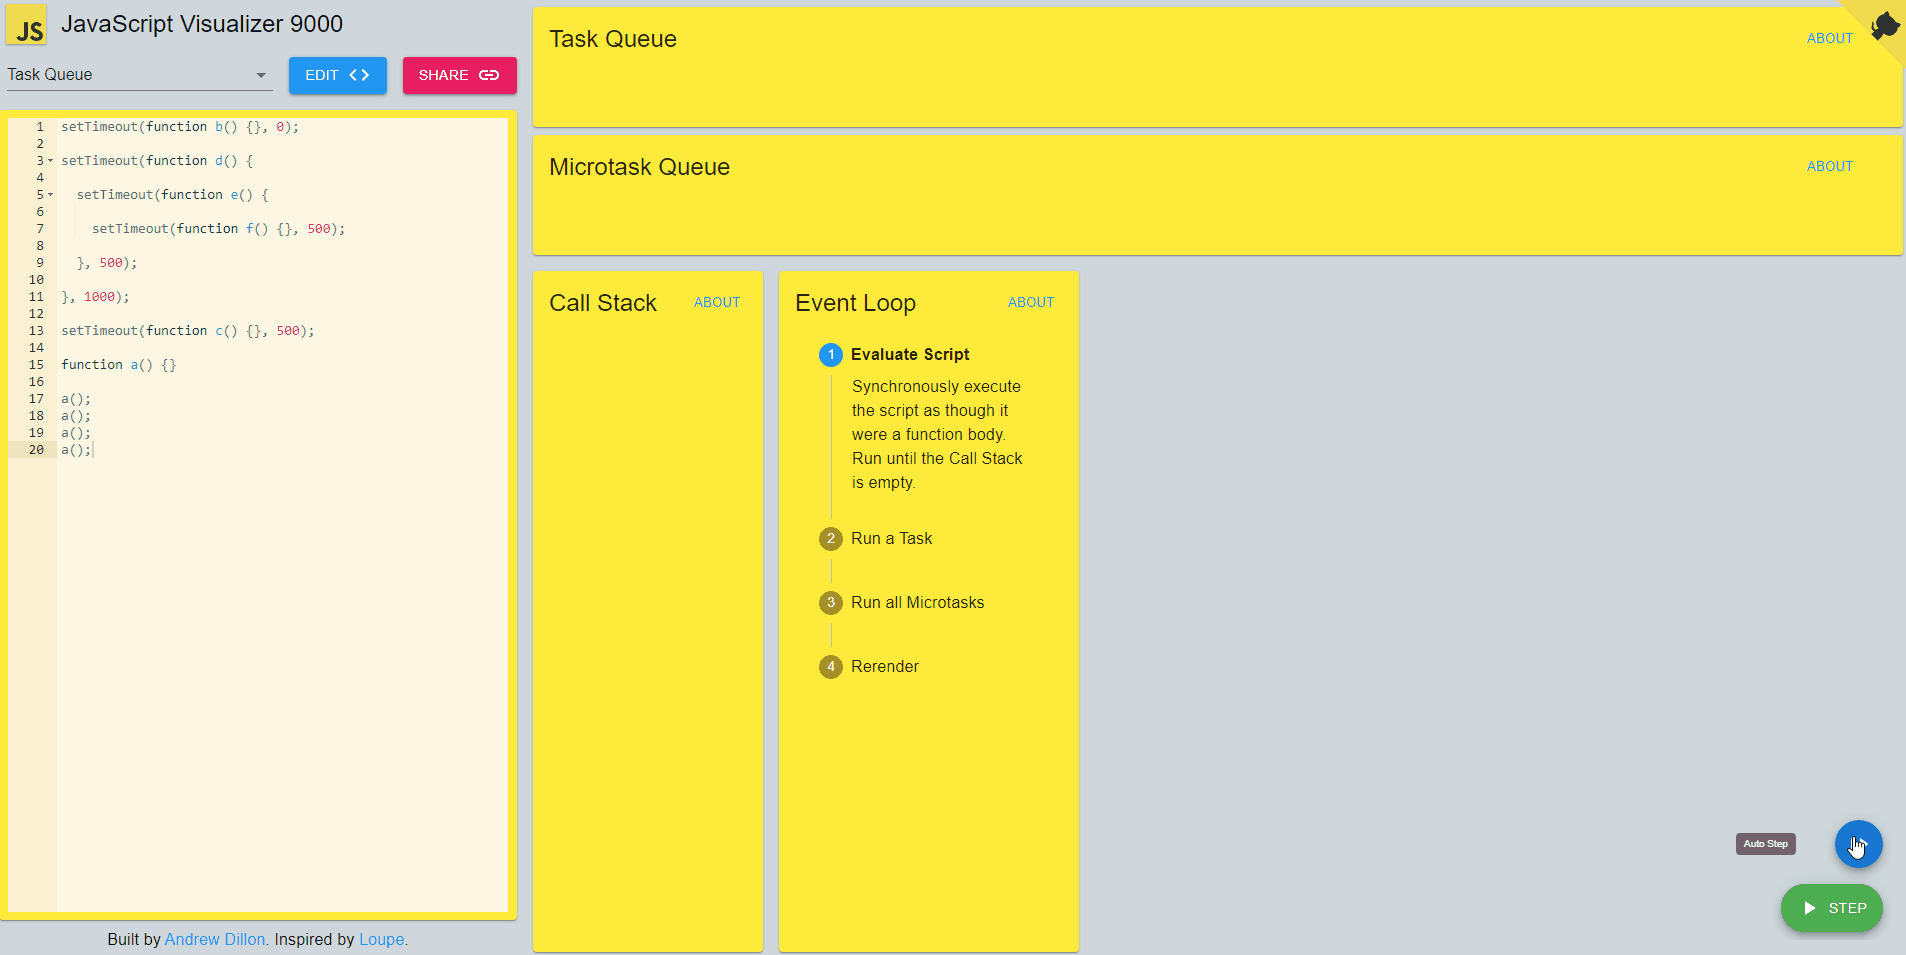 JS
JavaScript Visualizer 9000
Task Queue
EDIT <>
SHARE
1 setTimeout(function b() {}, 0);
2
3 setTimeout(function d() {
4
5   setTimeout(function e() {
6
7     setTimeout(function f() {}, 500);
8
9   }, 500);
10
11 }, 1000);
12
13 setTimeout(function c() {}, 500);
14
15 function a() {}
16
17 a();
18 a();
19 a();
20 a();
Built by Andrew Dillon. Inspired by Loupe.
Task Queue
ABOUT
Microtask Queue
ABOUT
Call Stack
ABOUT
Event Loop
ABOUT
1 Evaluate Script
Synchronously execute
the script as though it
were a function body.
Run until the Call Stack
is empty.
2 Run a Task
3 Run all Microtasks
4 Rerender
Auto Step
STEP